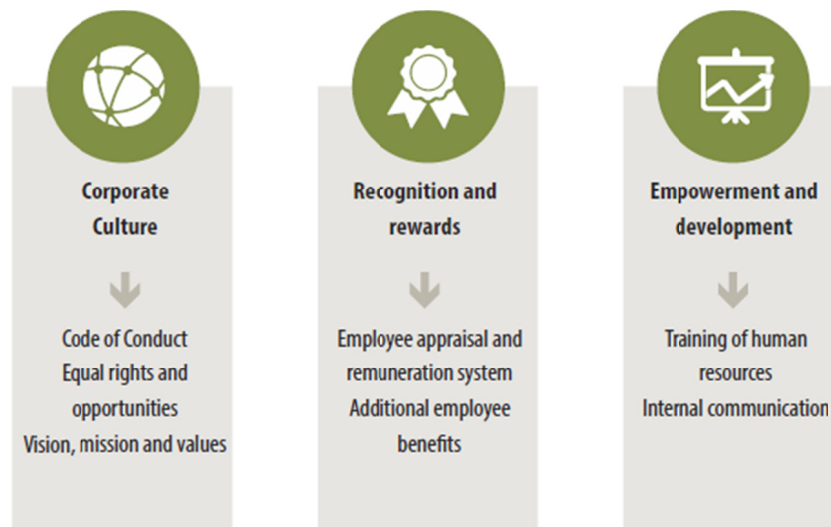 Corporate
Culture
Code of Conduct
Equal rights and
opportunities
Vision, mission and values
Recognition and
rewards
Employee appraisal and
remuneration system
Additional employee
benefits
Empowerment and
development
Training of human
resources
Internal communication